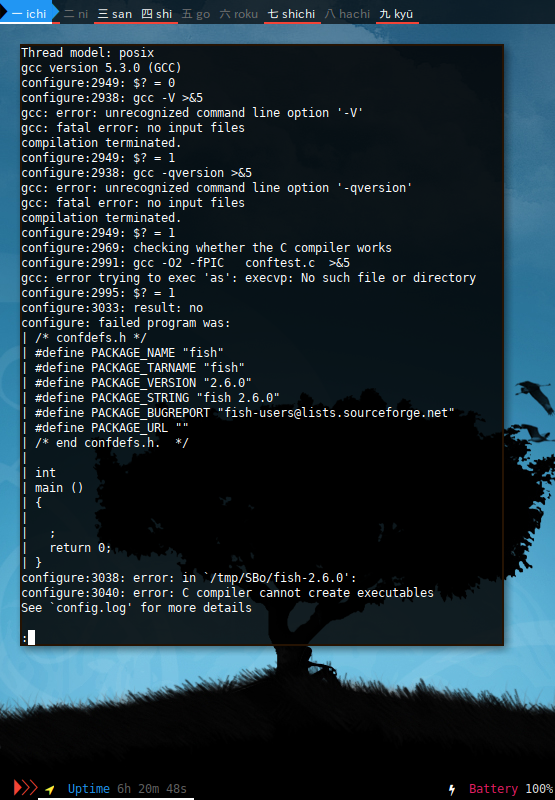 一 ichi 二 ni 三 san 四 shi 五 go 六 roku 七 shichi 八 hachi 九 kyū
Thread model: posix
gcc version 5.3.0 (GCC)
configure:2949: $? = 0
configure:2938: gcc -V >&5
gcc: error: unrecognized command line option '-V'
gcc: fatal error: no input files
compilation terminated.
configure:2949: $? = 1
configure:2938: gcc -qversion >&5
gcc: error: unrecognized command line option '-qversion'
gcc: fatal error: no input files
compilation terminated.
configure:2949: $? = 1
configure:2969: checking whether the C compiler works
configure:2991: gcc -O2 -fPIC   conftest.c  >&5
gcc: error trying to exec 'as': execvp: No such file or directory
configure:2995: $? = 1
configure:3033: result: no
configure: failed program was:
| /* confdefs.h */
| #define PACKAGE_NAME "fish"
| #define PACKAGE_TARNAME "fish"
| #define PACKAGE_VERSION "2.6.0"
| #define PACKAGE_STRING "fish 2.6.0"
| #define PACKAGE_BUGREPORT "fish-users@lists.sourceforge.net"
| #define PACKAGE_URL ""
| /* end confdefs.h.  */
|
| int
| main ()
| {
|
|   ;
|   return 0;
| }
configure:3038: error: in `/tmp/SBo/fish-2.6.0':
configure:3040: error: C compiler cannot create executables
See `config.log' for more details
:
Uptime 6h 20m 48s Battery 100%